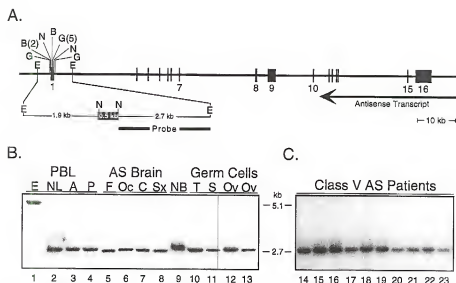 A.
B
N G(5)
B(2) N
G G
E E
1 7 8 9 10 15 16
Antisense Transcript
10 kb
E N N E
1.9 kb 2.7 kb
Probe
B. C.
PBL AS Brain Germ Cells
E NL A P F Oc C Sx NB T S Ov Ov
kb
5.1
2.7
1 2 3 4 5 6 7 8 9 10 11 12 13
Class V AS Patients
14 15 16 17 18 19 20 21 22 23